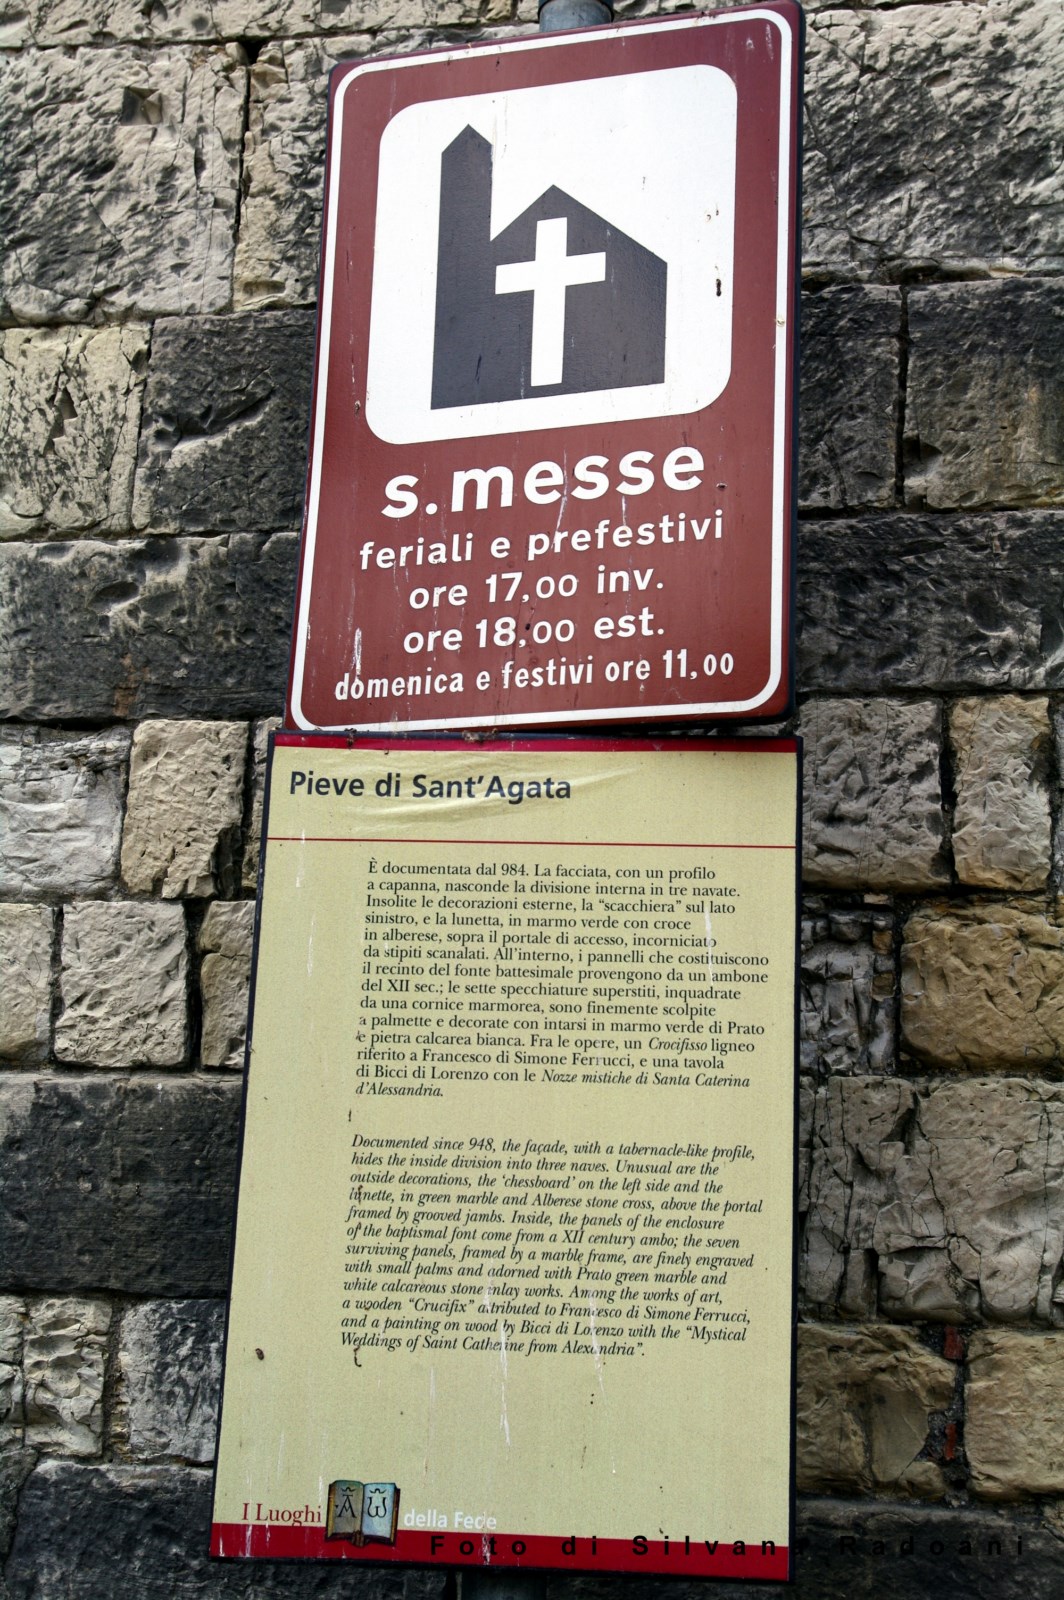 s.messe
feriali e prefestivi
ore 17,00 inv.
ore 18,00 est.
domenica e festivi ore 11,00
Pieve di Sant'Agata
È documentata dal 984. La facciata, con un profilo
a capanna, nasconde la divisione interna in tre navate.
Insolite le decorazioni esterne, la "scacchiera" sul lato
sinistro, e la lunetta, in marmo verde con croce
in alberese, sopra il portale di accesso, incorniciato
da stipiti scanalati. All'interno, i pannelli che costituiscono
il recinto del fonte battesimale provengono da un ambone
del XII sec.; le sette specchiature superstiti, inquadrate
da una cornice marmorea, sono finemente scolpite
a palmette e decorate con intarsi in marmo verde di Prato
e pietra calcarea bianca. Fra le opere, un Crocifisso ligneo
riferito a Francesco di Simone Ferrucci, e una tavola
di Bicci di Lorenzo con le Nozze mistiche di Santa Caterina
d'Alessandria.
Documented since 948, the façade, with a tabernacle-like profile,
hides the inside division into three naves. Unusual are the
outside decorations, the 'chessboard' on the left side and the
lunette, in green marble and Alberese stone cross, above the portal
framed by grooved jambs. Inside, the panels of the enclosure
of the baptismal font come from a XII century ambo; the seven
surviving panels, framed by a marble frame, are finely engraved
with small palms and adorned with Prato green marble and
white calcareous stone inlay works. Among the works of art,
a wooden "Crucifix" attributed to Francesco di Simone Ferrucci,
and a painting on wood by Bicci di Lorenzo with the "Mystical
Weddings of Saint Catherine from Alexandria".
I Luoghi Α ω della Fede
Foto di Silvana Radoani